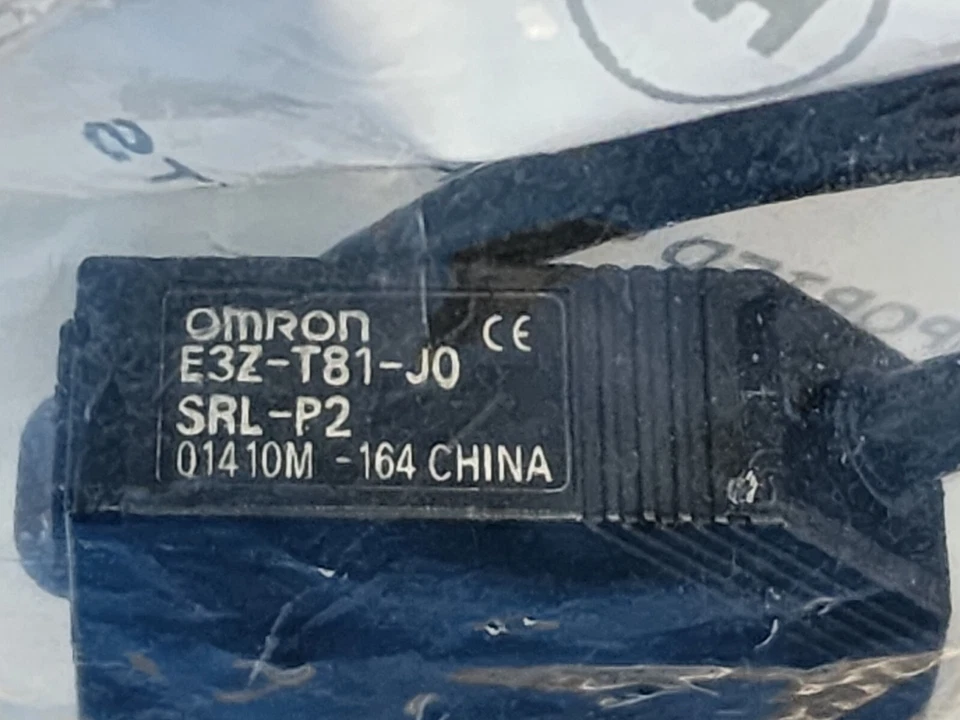 OMRON CE
E3Z-T81-J0
SRL-P2
01410M -164 CHINA